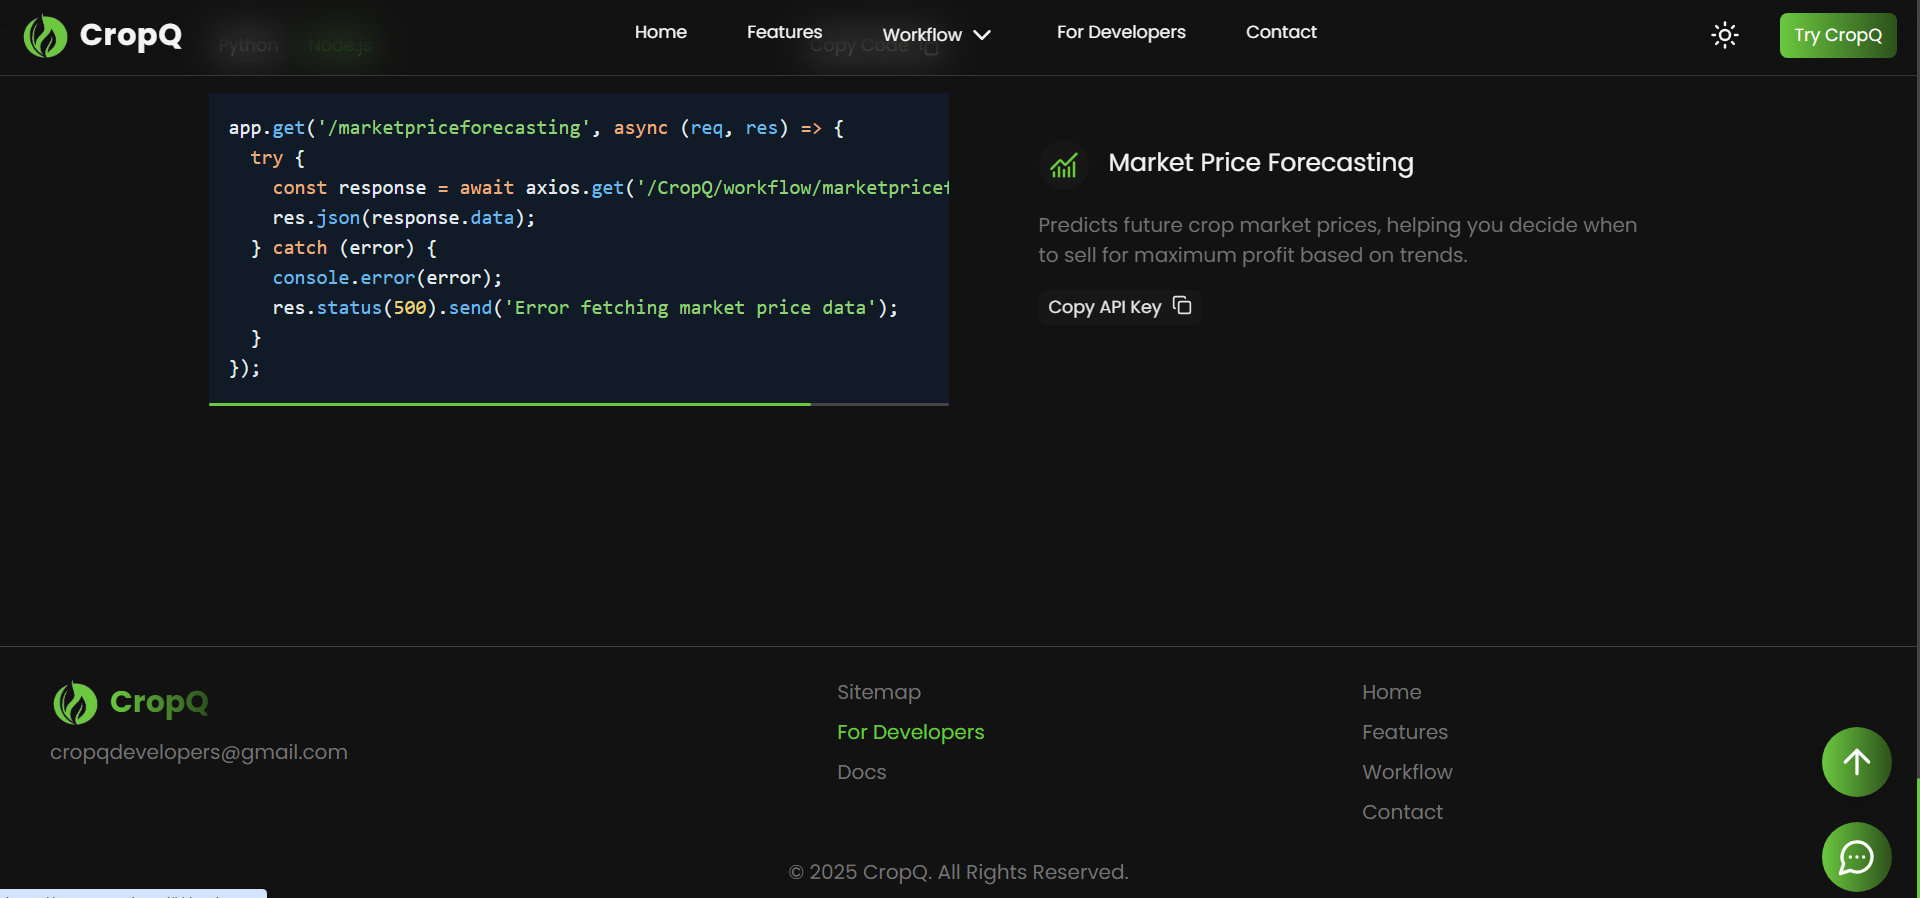 CropQ
Home
Features
Workflow
For Developers
Contact
Try CropQ
Python
Node.js
Copy Code
app.get('/marketpriceforecasting', async (req, res) => {
try {
const response = await axios.get('/CropQ/workflow/marketpricef
res.json(response.data);
} catch (error) {
console.error(error);
res.status(500).send('Error fetching market price data');
}
});
Market Price Forecasting
Predicts future crop market prices, helping you decide when
to sell for maximum profit based on trends.
Copy API Key
CropQ
cropqdevelopers@gmail.com
Sitemap
For Developers
Docs
Home
Features
Workflow
Contact
© 2025 CropQ. All Rights Reserved.